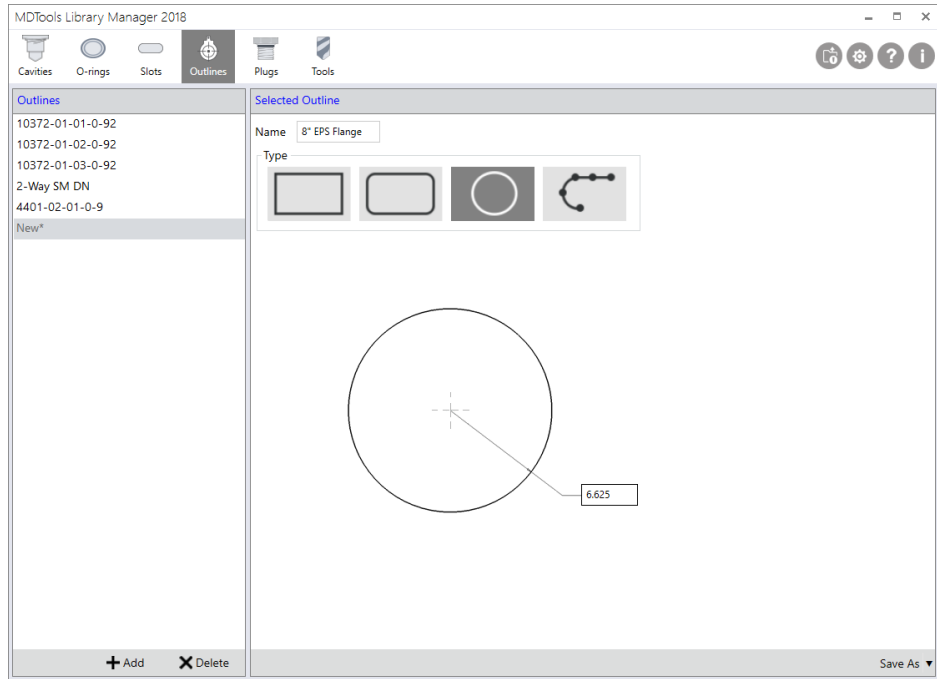 MDTools Library Manager 2018
Cavities O-rings Slots Outlines Plugs Tools
Outlines
10372-01-01-0-92
10372-01-02-0-92
10372-01-03-0-92
2-Way SM DN
4401-02-01-0-9
New*
Add Delete
Selected Outline
Name 8" EPS Flange
Type
6.625
Save As